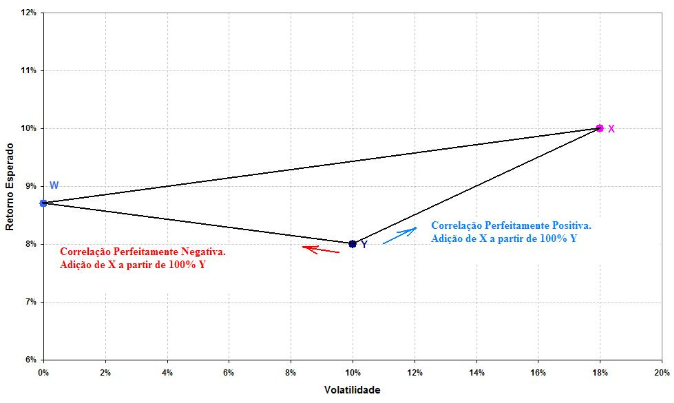 12%
11%
10%
9%
8%
7%
6%
Retorno Esperado
W
X
Y
Correlação Perfeitamente Positiva.
Adição de X a partir de 100% Y
Correlação Perfeitamente Negativa.
Adição de X a partir de 100% Y
0% 2% 4% 6% 8% 10% 12% 14% 16% 18% 20%
Volatilidade